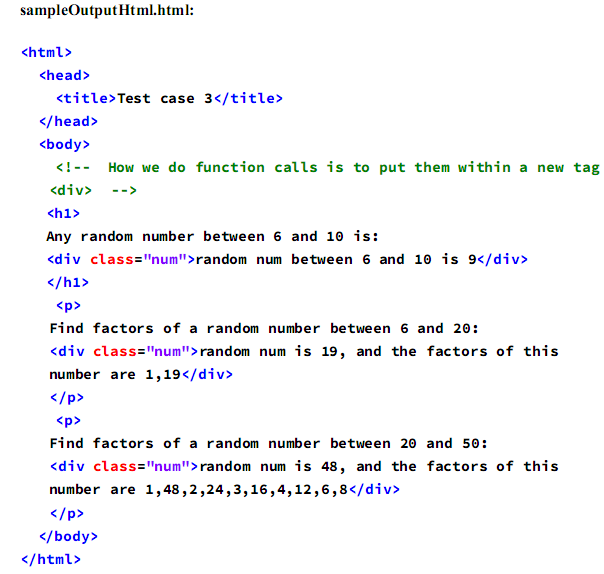 sampleOutputHtml.html:
<html>
<head>
<title>Test case 3</title>
</head>
<body>
<!--  How we do function calls is to put them within a new tag
<div>  -->
<h1>
Any random number between 6 and 10 is:
<div class="num">random num between 6 and 10 is 9</div>
</h1>
<p>
Find factors of a random number between 6 and 20:
<div class="num">random num is 19, and the factors of this
number are 1,19</div>
</p>
<p>
Find factors of a random number between 20 and 50:
<div class="num">random num is 48, and the factors of this
number are 1,48,2,24,3,16,4,12,6,8</div>
</p>
</body>
</html>